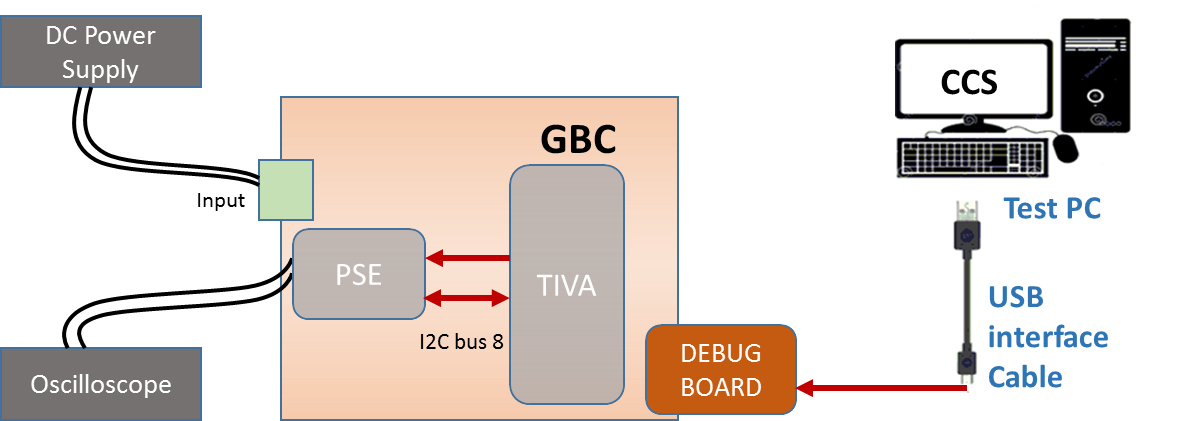 DC Power
Supply
GBC
CCS
Input
Test PC
PSE
TIVA
USB
interface
Cable
I2C bus 8
DEBUG
BOARD
Oscilloscope